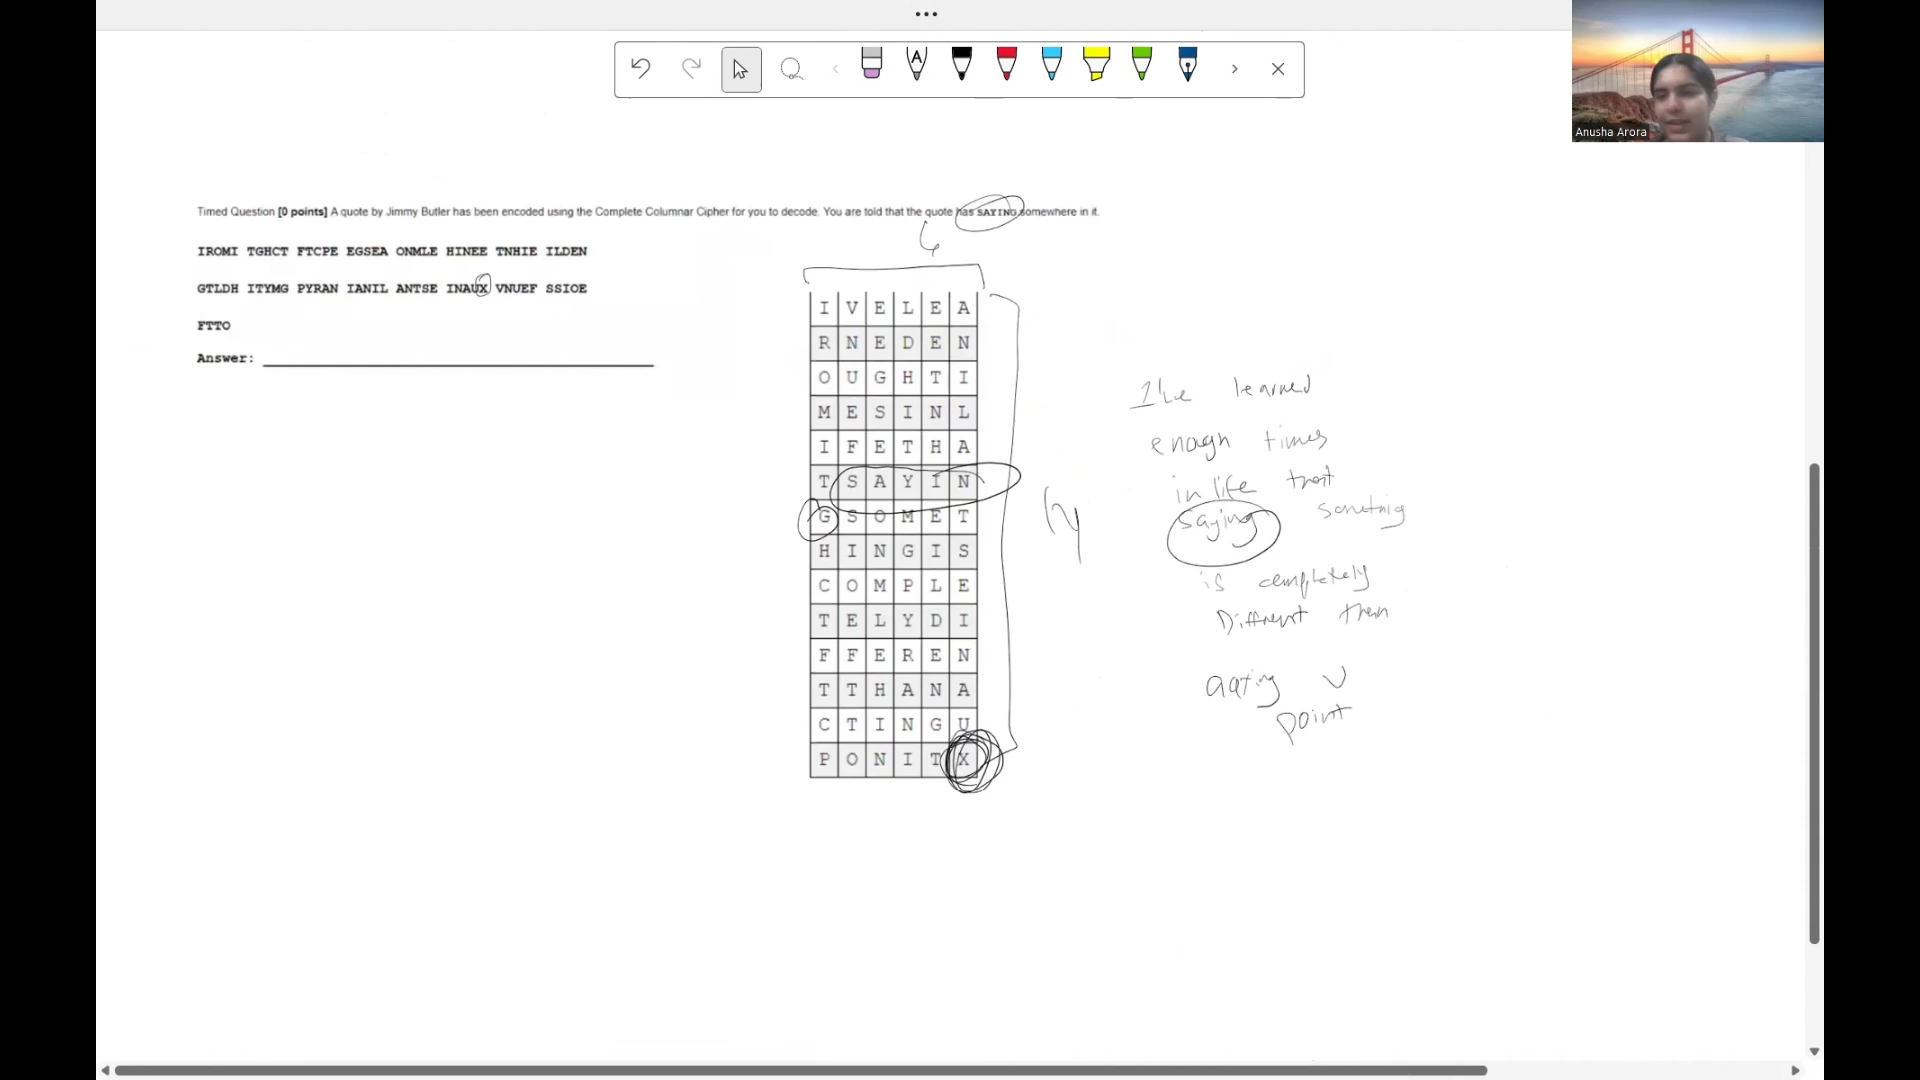 Anusha Arora
Timed Question [0 points] A quote by Jimmy Butler has been encoded using the Complete Columnar Cipher for you to decode. You are told that the quote has SAYING somewhere in it.
6
IROMI TGHCT FTCPE EGSEA ONMLE HINEE TNHIE ILDEN
GTLDH ITYMG PYRAN IANIL ANTSE INAUX VNUEF SSIOE
FTTO
Answer:
I V E L E A
R N E D E N
O U G H T I
M E S I N L
I F E T H A
T S A Y I N
G S O M E T
H I N G I S
C O M P L E
T E L Y D I
F F E R E N
T T H A N A
C T I N G U
P O N I T X
I've learned
enough times
in life that
saying something
is completely
Different than
acting U
point